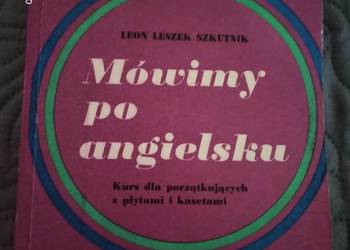 LEON LESZEK SZKUTNIK
Mówimy
po
angielsku
Kurs dla początkujących
z płytami i kasetami